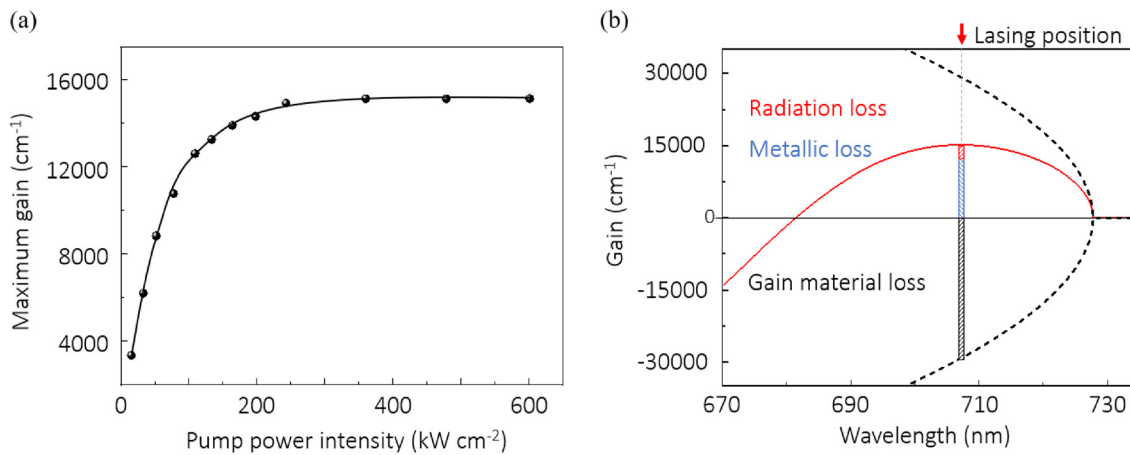 (a)
Maximum gain (cm⁻¹)
16000
12000
8000
4000
0 200 400 600
Pump power intensity (kW cm⁻²)
(b)
Lasing position
Gain (cm⁻¹)
30000
15000
0
-15000
-30000
Radiation loss
Metallic loss
Gain material loss
670 690 710 730
Wavelength (nm)